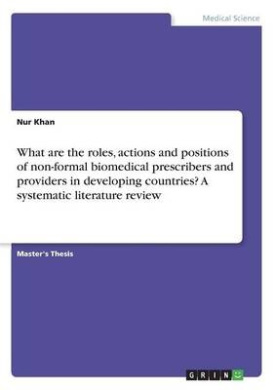 Medical Science
Nur Khan
What are the roles, actions and positions
of non-formal biomedical prescribers and
providers in developing countries? A
systematic literature review
Master's Thesis
G R I N